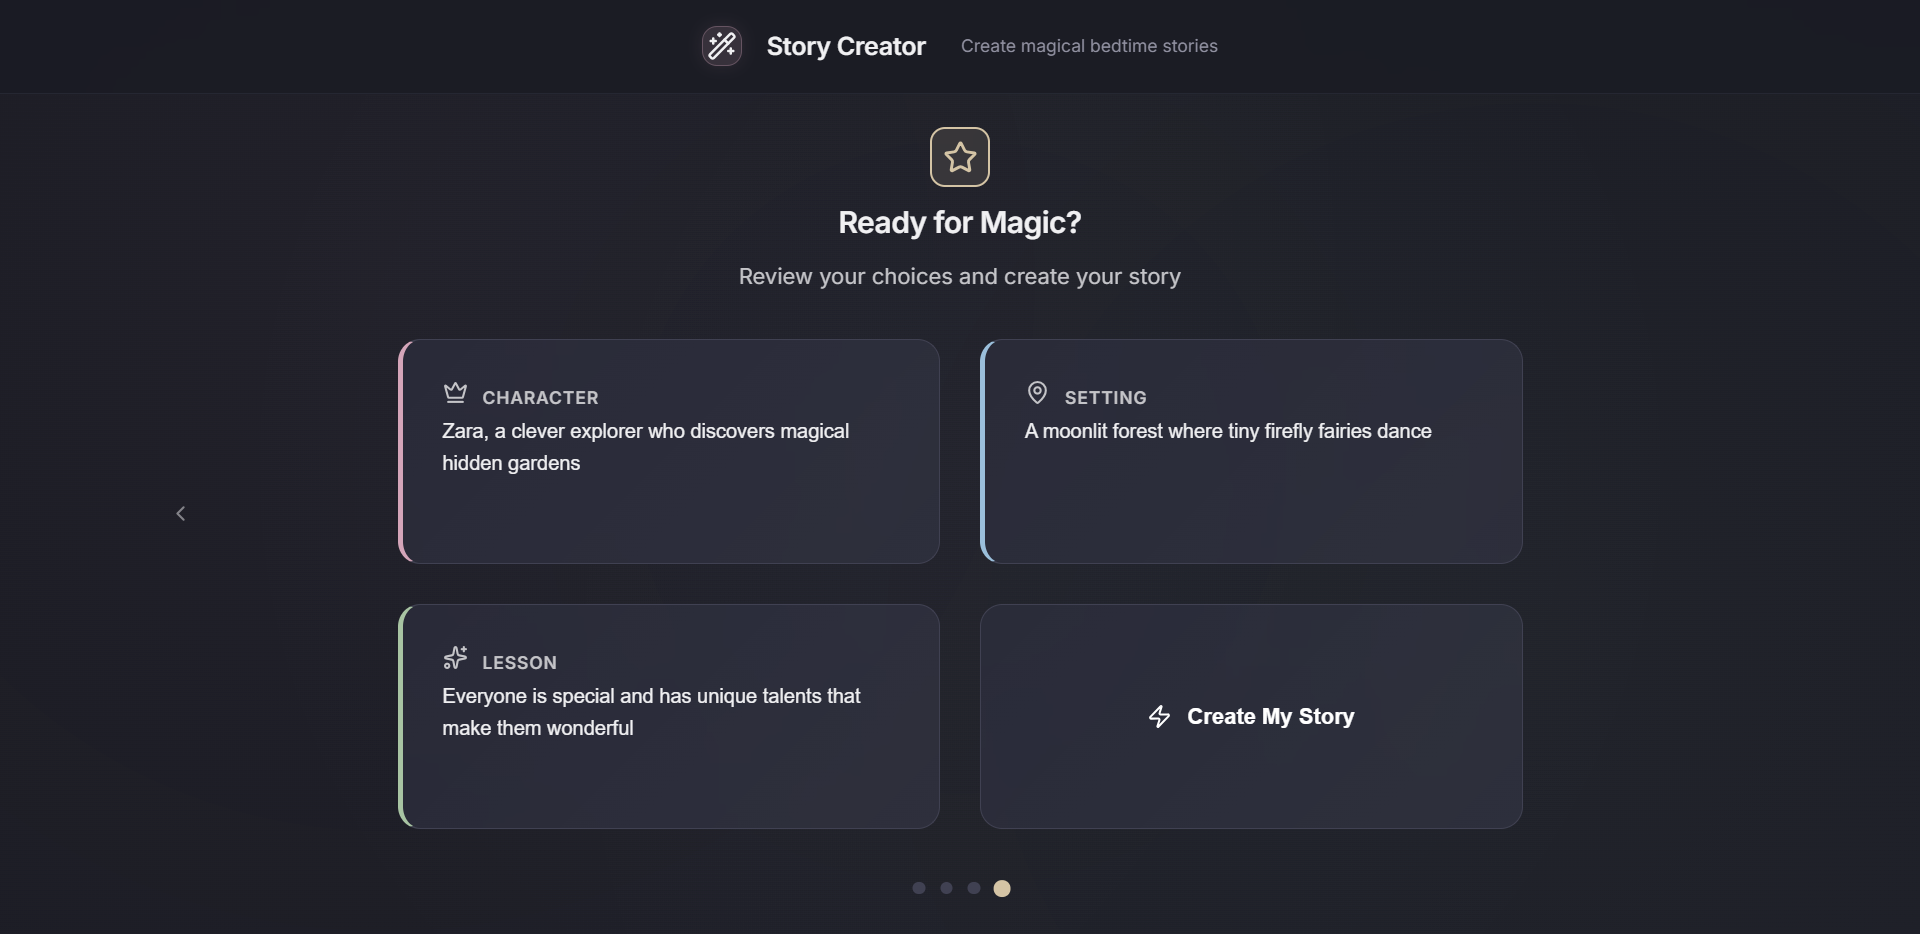 Story Creator
Create magical bedtime stories
Ready for Magic?
Review your choices and create your story
CHARACTER
Zara, a clever explorer who discovers magical
hidden gardens
SETTING
A moonlit forest where tiny firefly fairies dance
LESSON
Everyone is special and has unique talents that
make them wonderful
Create My Story